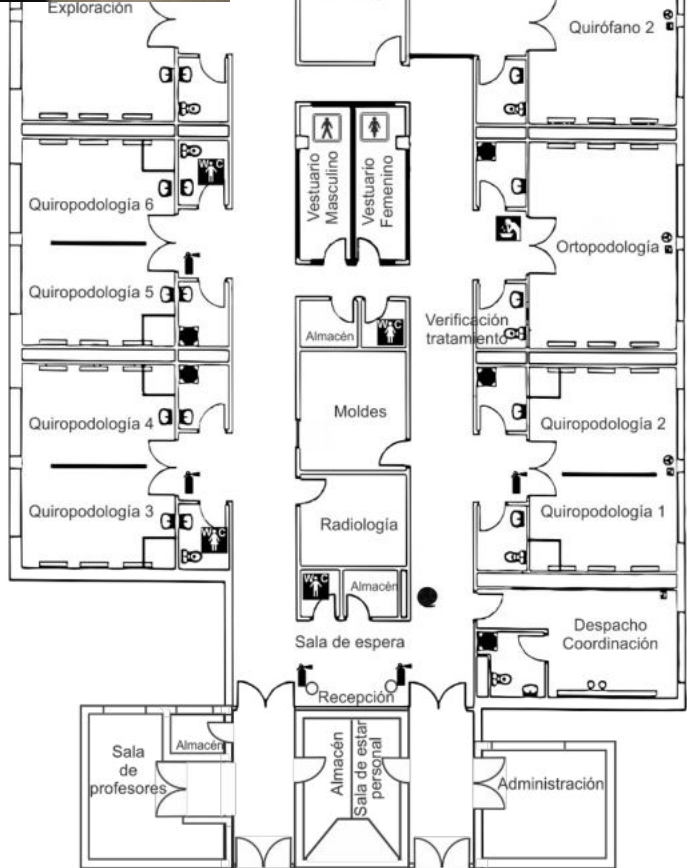 Exploración
Quirófano 2
Vestuario
Masculino
Vestuario
Femenino
W C
Quiropodología 6
Ortopodología
Quiropodología 5
Almacén
W C
Verificación
tratamiento
Quiropodología 4
Moldes
Quiropodología 2
Quiropodología 3
Radiología
Quiropodología 1
W C
W C
Almacén
Sala de espera
Despacho
Coordinación
Recepción
Sala
de
profesores
Almacén
Almacén
Sala de estar
personal
Administración